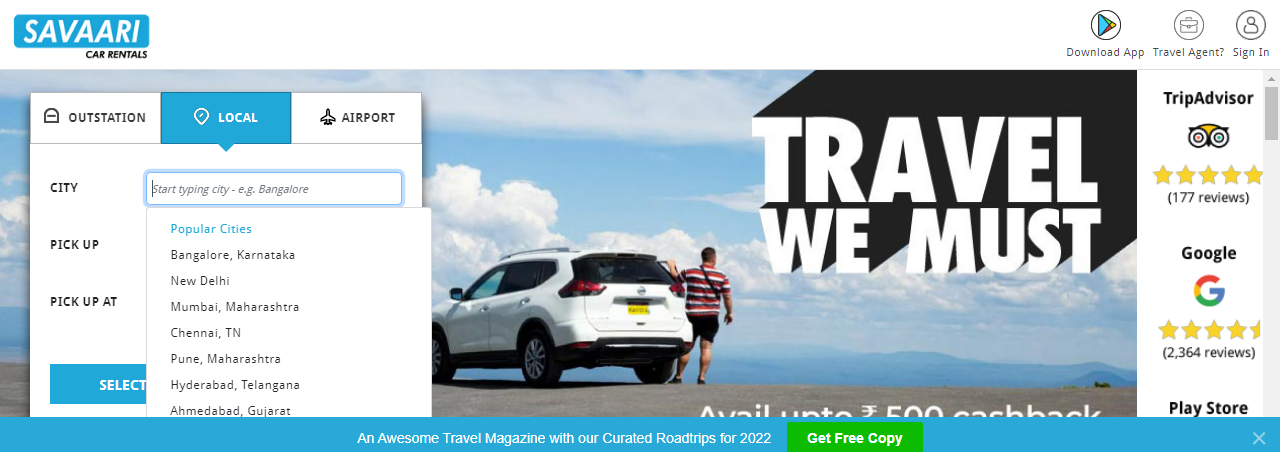 SAVAARI
CAR RENTALS
Download App
Travel Agent?
Sign In
OUTSTATION
LOCAL
AIRPORT
CITY
Start typing city - e.g. Bangalore
Popular Cities
Bangalore, Karnataka
New Delhi
Mumbai, Maharashtra
Chennai, TN
Pune, Maharashtra
Hyderabad, Telangana
Ahmedabad, Gujarat
PICK UP
PICK UP AT
SELECT
TRAVEL
WE MUST
Avail upto ₹ 500 cashback
TripAdvisor
(177 reviews)
Google
(2,364 reviews)
Play Store
An Awesome Travel Magazine with our Curated Roadtrips for 2022
Get Free Copy